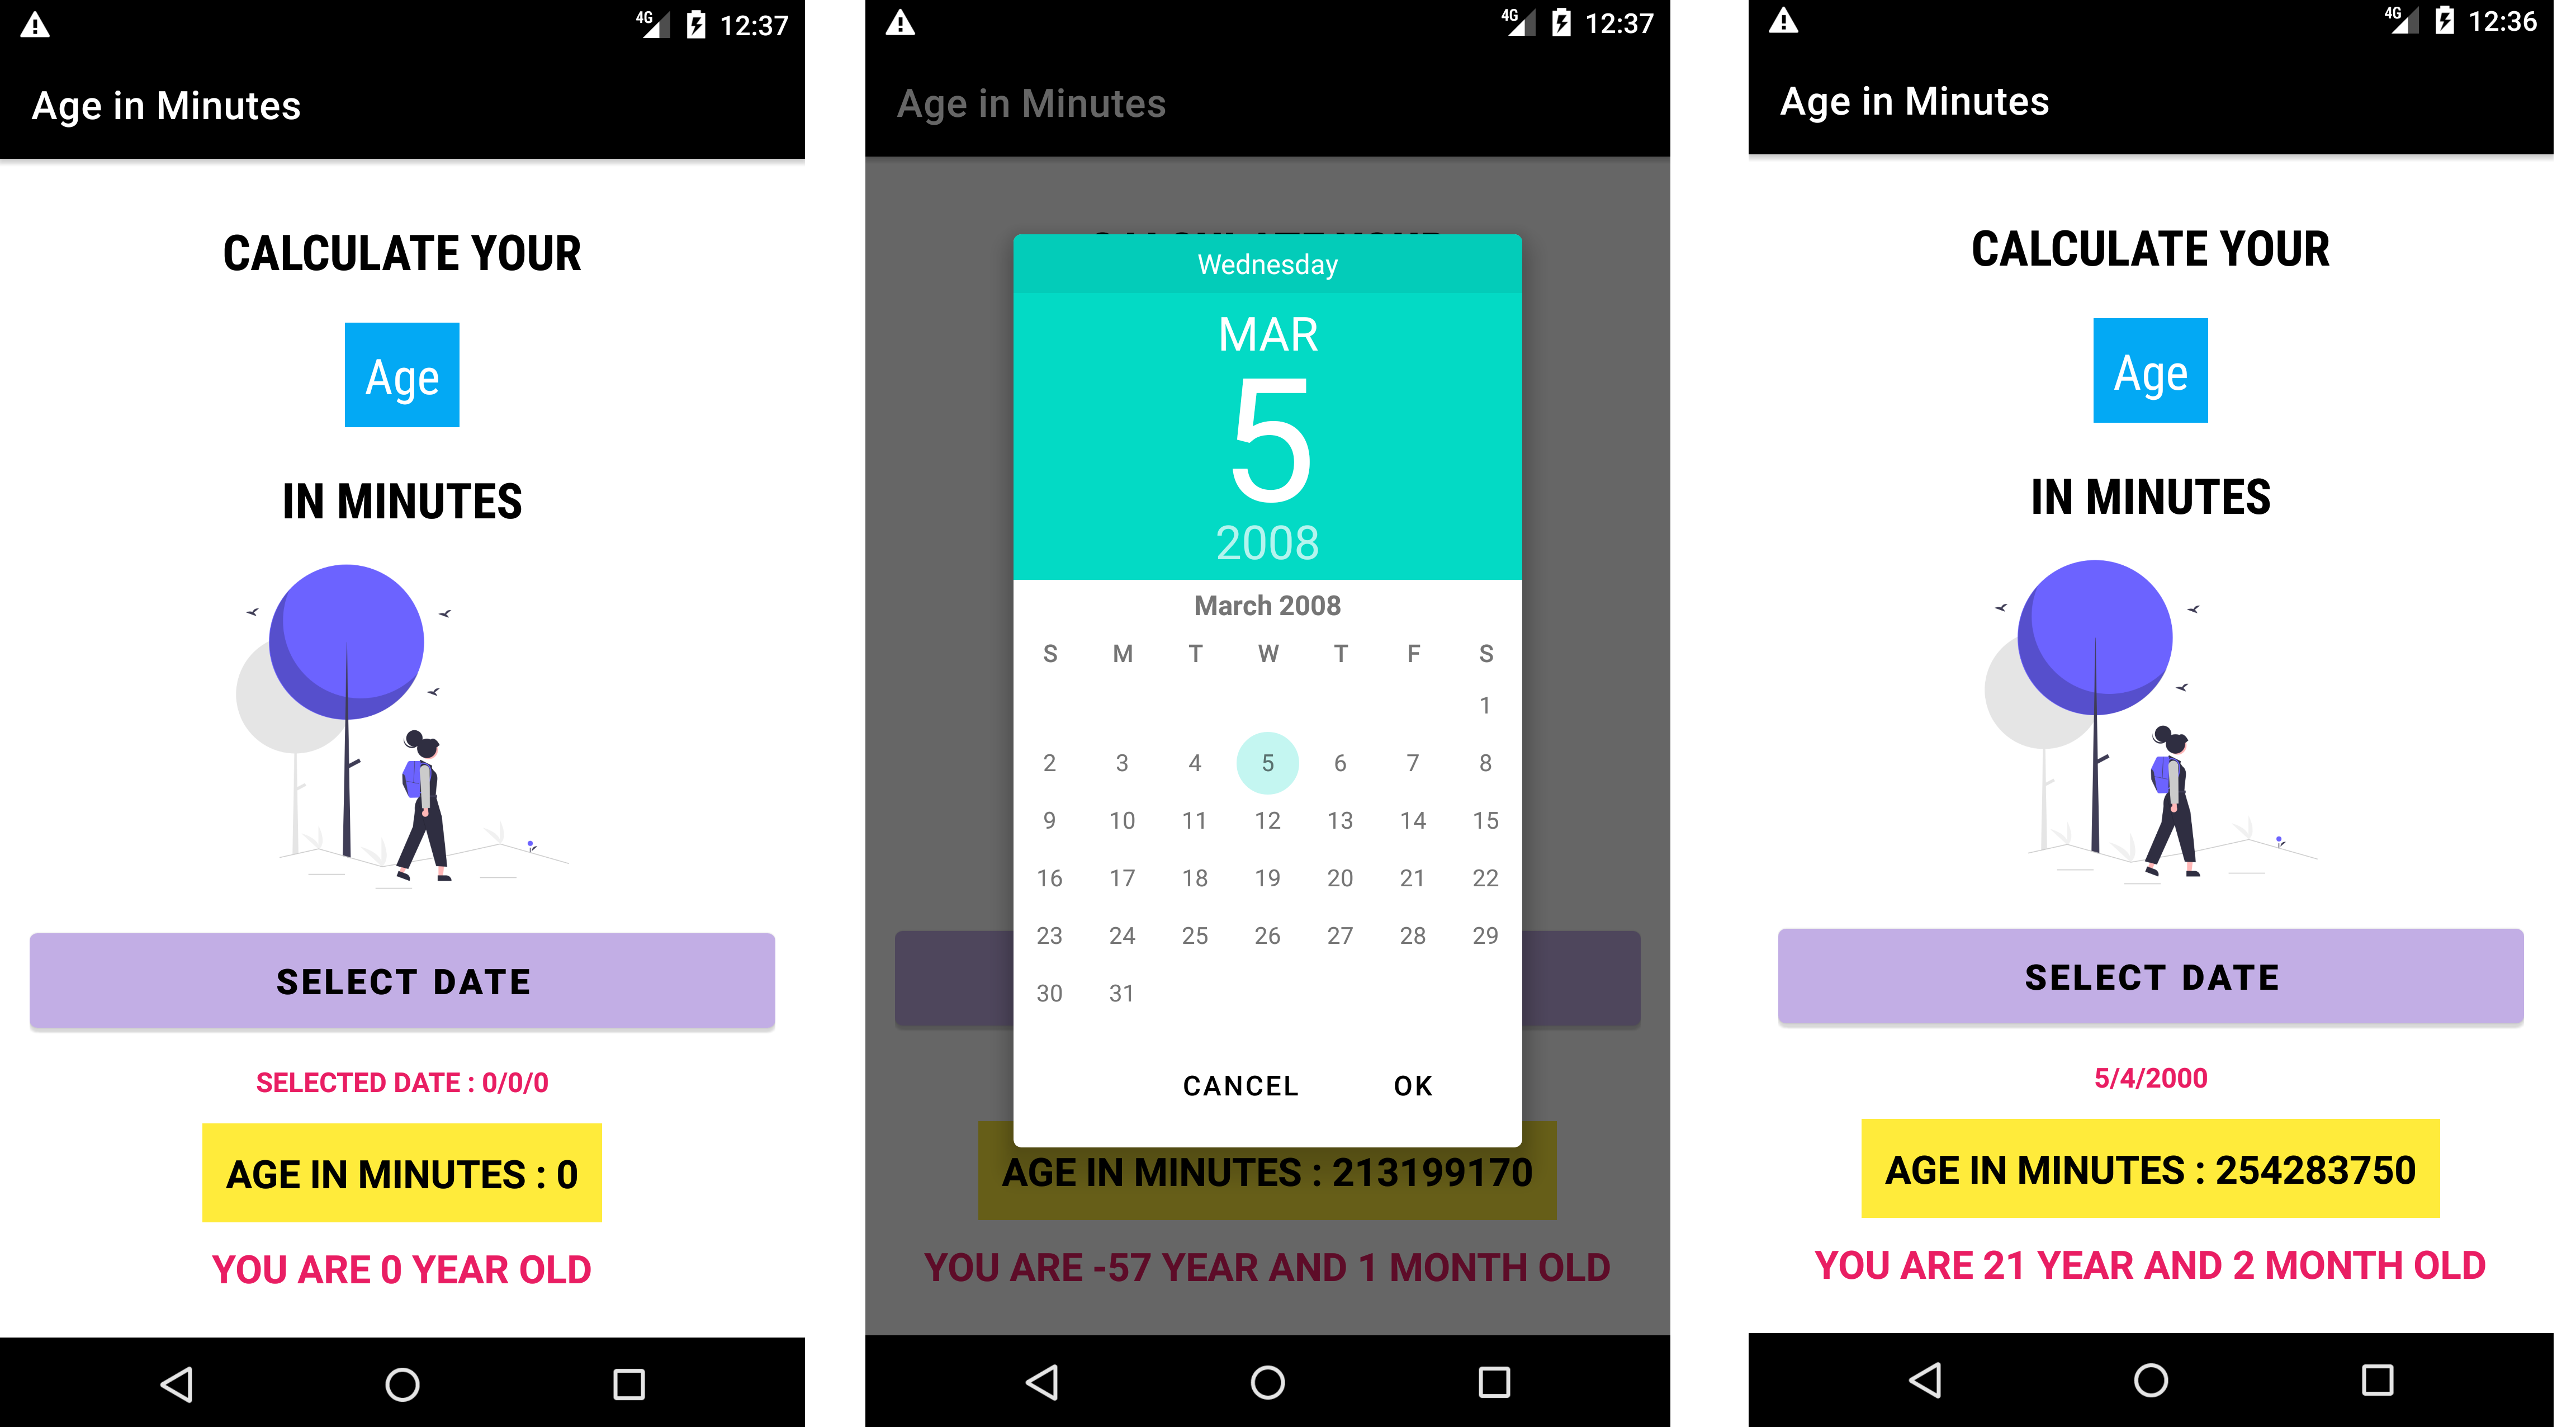 4G 12:37
Age in Minutes
CALCULATE YOUR
Age
IN MINUTES
SELECT DATE
SELECTED DATE : 0/0/0
AGE IN MINUTES : 0
YOU ARE 0 YEAR OLD
4G 12:37
Age in Minutes
Wednesday
MAR
5
2008
March 2008
S M T W T F S
1
2 3 4 5 6 7 8
9 10 11 12 13 14 15
16 17 18 19 20 21 22
23 24 25 26 27 28 29
30 31
CANCEL OK
AGE IN MINUTES : 213199170
YOU ARE -57 YEAR AND 1 MONTH OLD
4G 12:36
Age in Minutes
CALCULATE YOUR
Age
IN MINUTES
SELECT DATE
5/4/2000
AGE IN MINUTES : 254283750
YOU ARE 21 YEAR AND 2 MONTH OLD